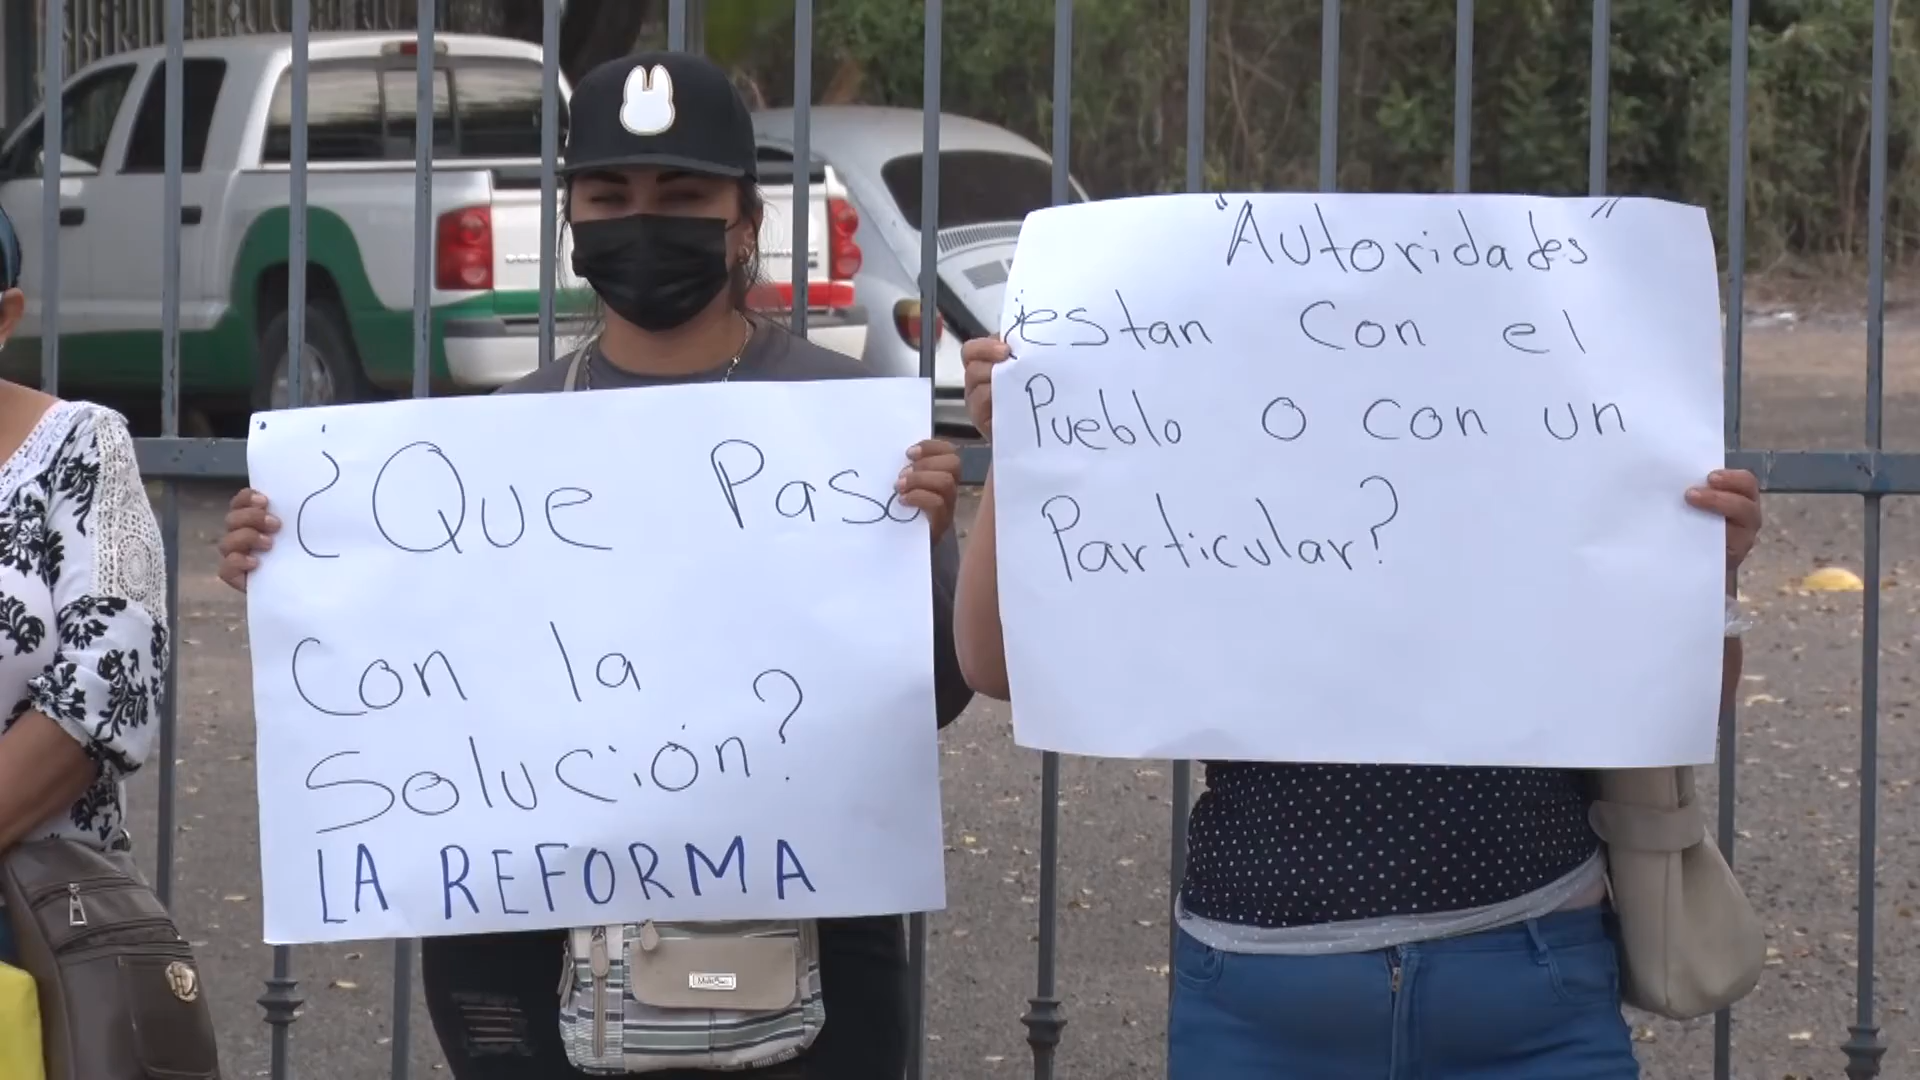 ¿Que Paso
Con la
Solución?
LA REFORMA
"Autoridades"
¿estan con el
Pueblo o con un
Particular?